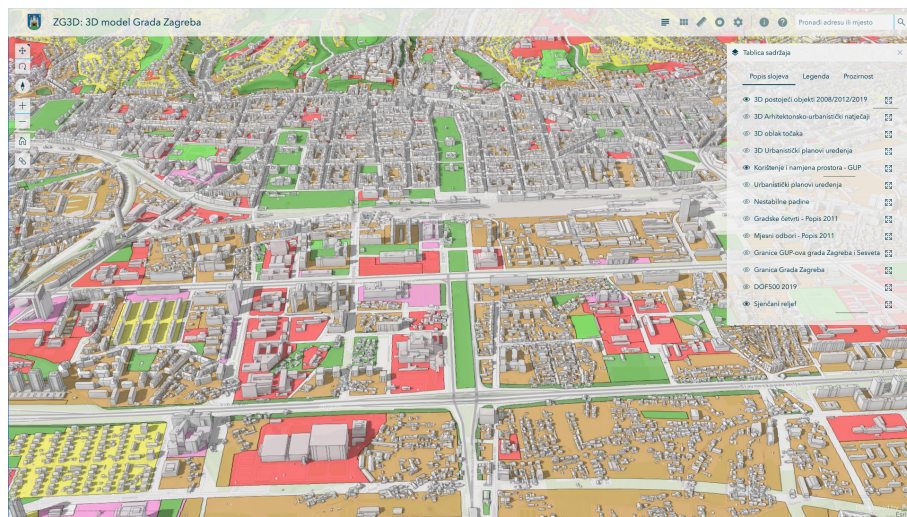 ZG3D: 3D model Grada Zagreba
Pronađi adresu ili mjesto
Tablica sadržaja
Popis slojeva Legenda Prozirnost
3D postojeći objekti 2008/2012/2019
3D Arhitektonsko-urbanistički natječaji
3D oblak točaka
3D Urbanistički planovi uređenja
Korištenje i namjena prostora - GUP
Urbanistički planovi uređenja
Nestabilne padine
Gradske četvrti - Popis 2011
Mjesni odbori - Popis 2011
Granice GUP-ova grada Zagreba i Sesveta
Granica Grada Zagreba
DOF500 2019
Sjenčani reljef
Esri